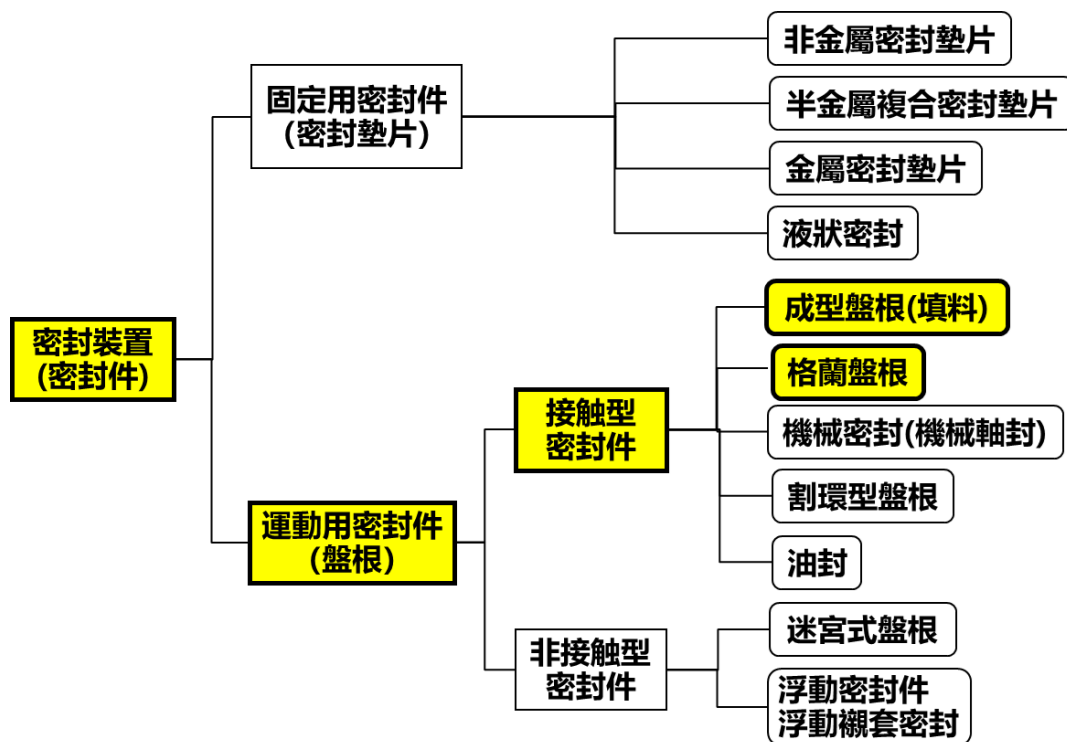 非金屬密封墊片
固定用密封件
(密封墊片)
半金屬複合密封墊片
金屬密封墊片
液狀密封
密封裝置
(密封件)
成型盤根(填料)
格蘭盤根
接触型
密封件
機械密封(機械軸封)
割環型盤根
運動用密封件
(盤根)
油封
非接触型
密封件
迷宮式盤根
浮動密封件
浮動襯套密封